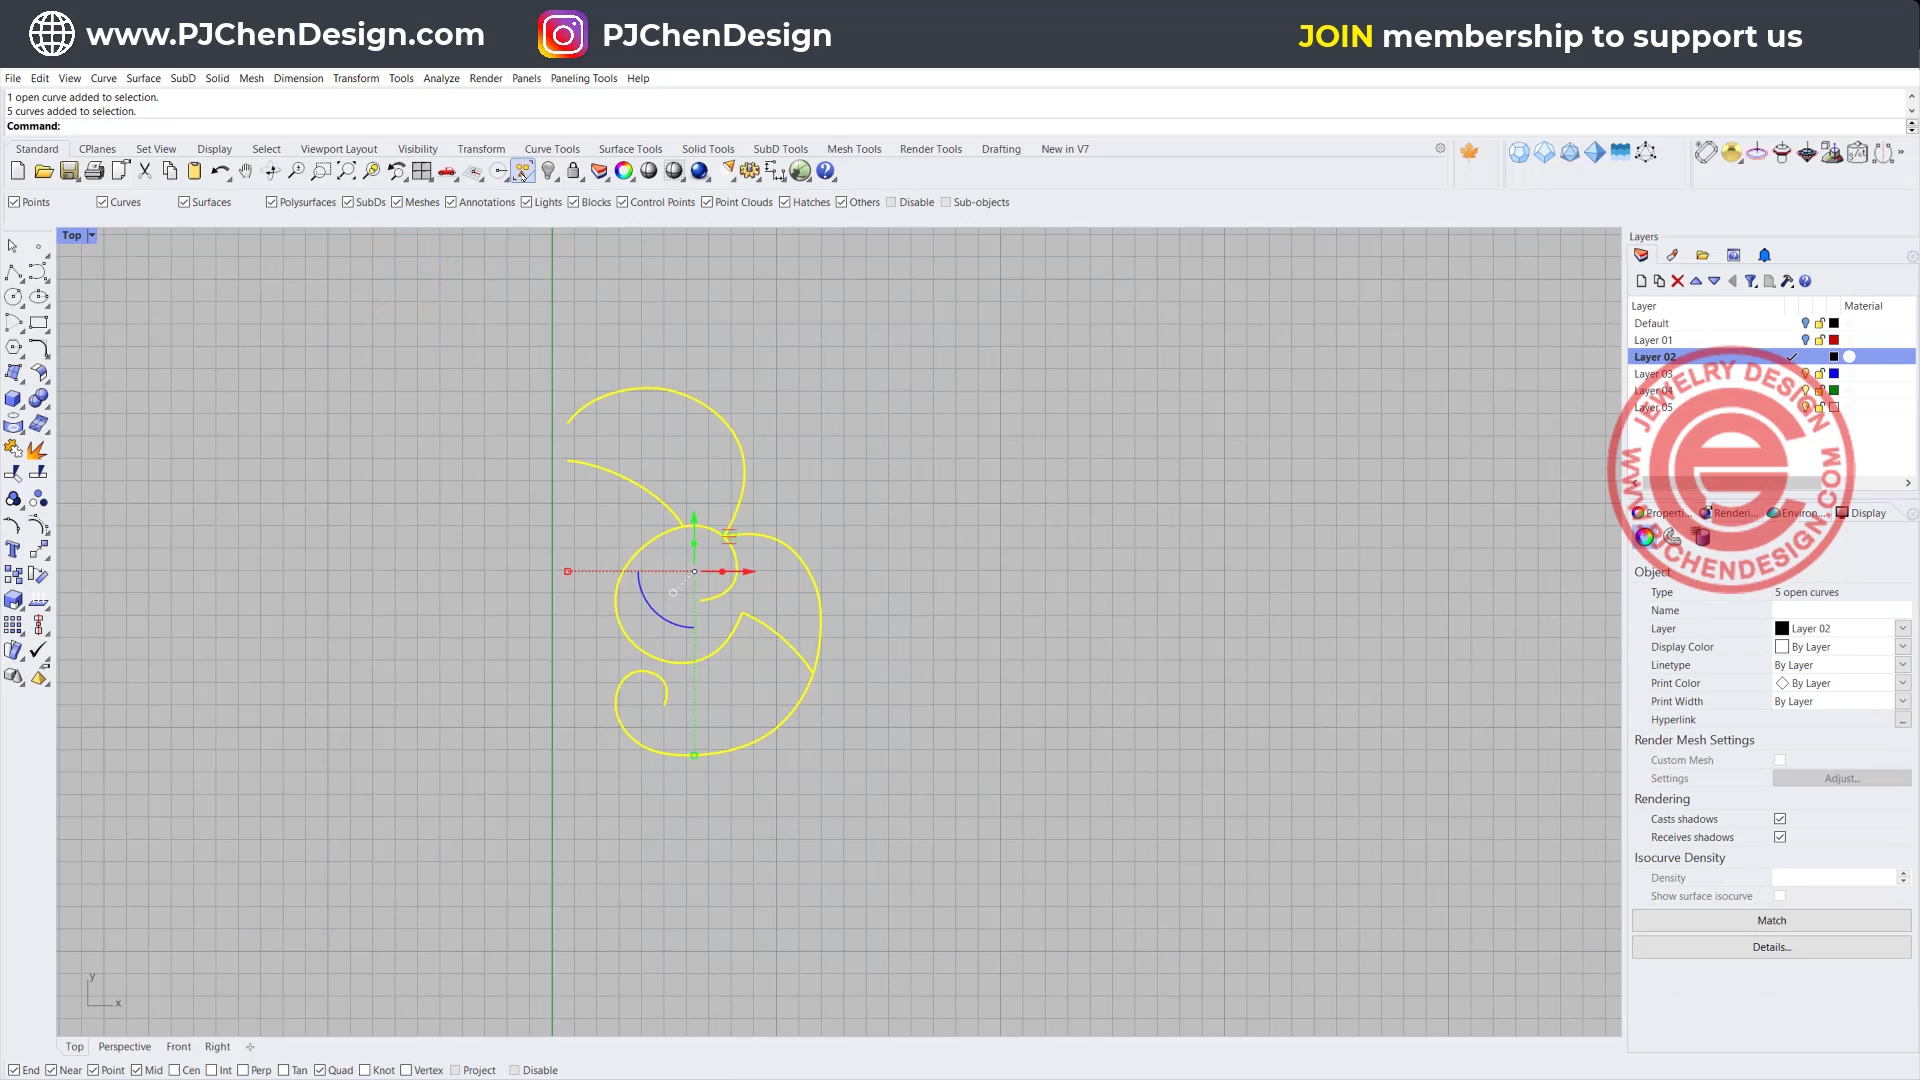 www.PJChenDesign.com PJChenDesign JOIN membership to support us
File Edit View Curve Surface SubD Solid Mesh Dimension Transform Tools Analyze Render Panels Paneling Tools Help
1 open curve added to selection.
5 curves added to selection.
Command:
Standard CPlanes Set View Display Select Viewport Layout Visibility Transform Curve Tools Surface Tools Solid Tools SubD Tools Mesh Tools Render Tools Drafting New in V7
Points Curves Surfaces Polysurfaces SubDs Meshes Annotations Lights Blocks Control Points Point Clouds Hatches Others Disable Sub-objects
Top
Layers
Layer Material
Default
Layer 01
Layer 02
Layer 03
Layer 04
Layer 05
JEWELRY DESIGN
WWW.PJCHENDESIGN.COM
Properti... Renderi... Environ... Display
Object
Type 5 open curves
Name
Layer Layer 02
Display Color By Layer
Linetype By Layer
Print Color By Layer
Print Width By Layer
Hyperlink ...
Render Mesh Settings
Custom Mesh
Settings Adjust...
Rendering
Casts shadows
Receives shadows
Isocurve Density
Density
Show surface isocurve
Match
Details...
y
x
Top Perspective Front Right
End Near Point Mid Cen Int Perp Tan Quad Knot Vertex Project Disable